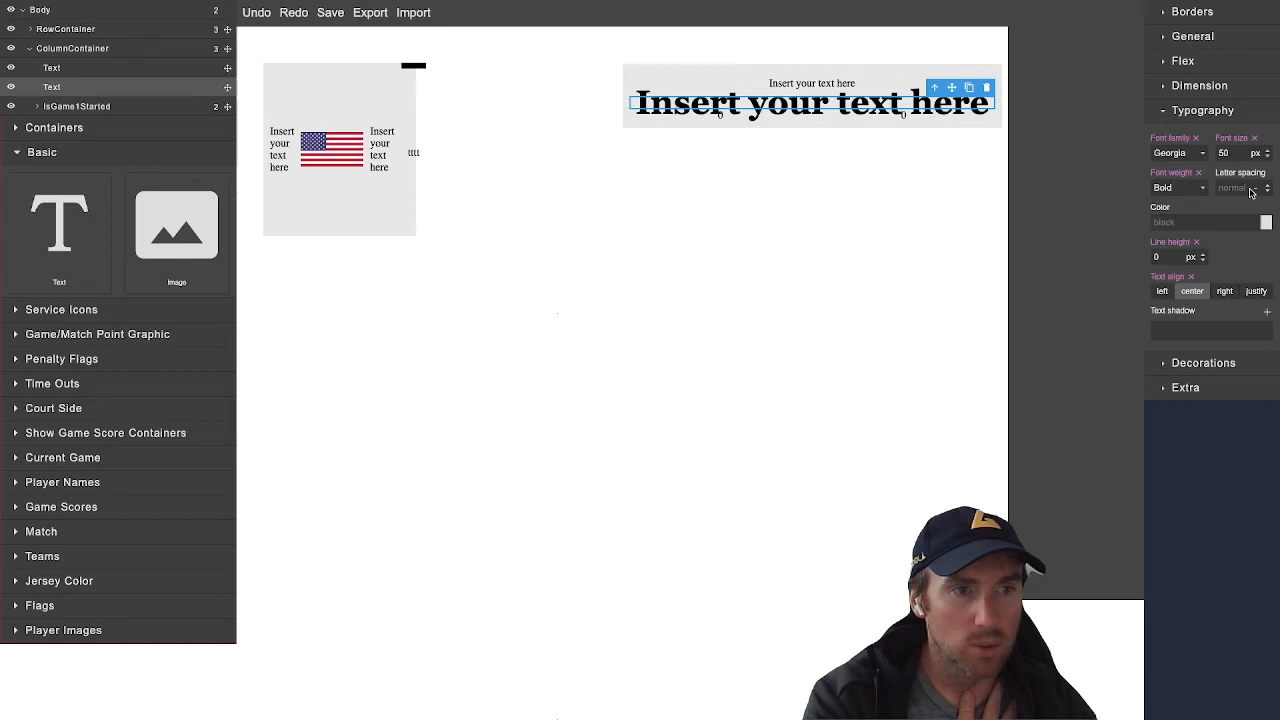 Body 2
RowContainer 3
ColumnContainer 3
Text
Text
IsGame1Started 2
Containers
Basic
T
Text
Image
Service Icons
Game/Match Point Graphic
Penalty Flags
Time Outs
Court Side
Show Game Score Containers
Current Game
Player Names
Game Scores
Match
Teams
Jersey Color
Flags
Player Images
Undo Redo Save Export Import
Insert
your
text
here
Insert
your
text
here
tttt
Insert your text here
Insert your text here
0 0
Borders
General
Flex
Dimension
Typography
Font family × Font size ×
Georgia 50 px
Font weight × Letter spacing
Bold normal -
Color
black
Line height ×
0 px
Text align ×
left center right justify
Text shadow
+
Decorations
Extra